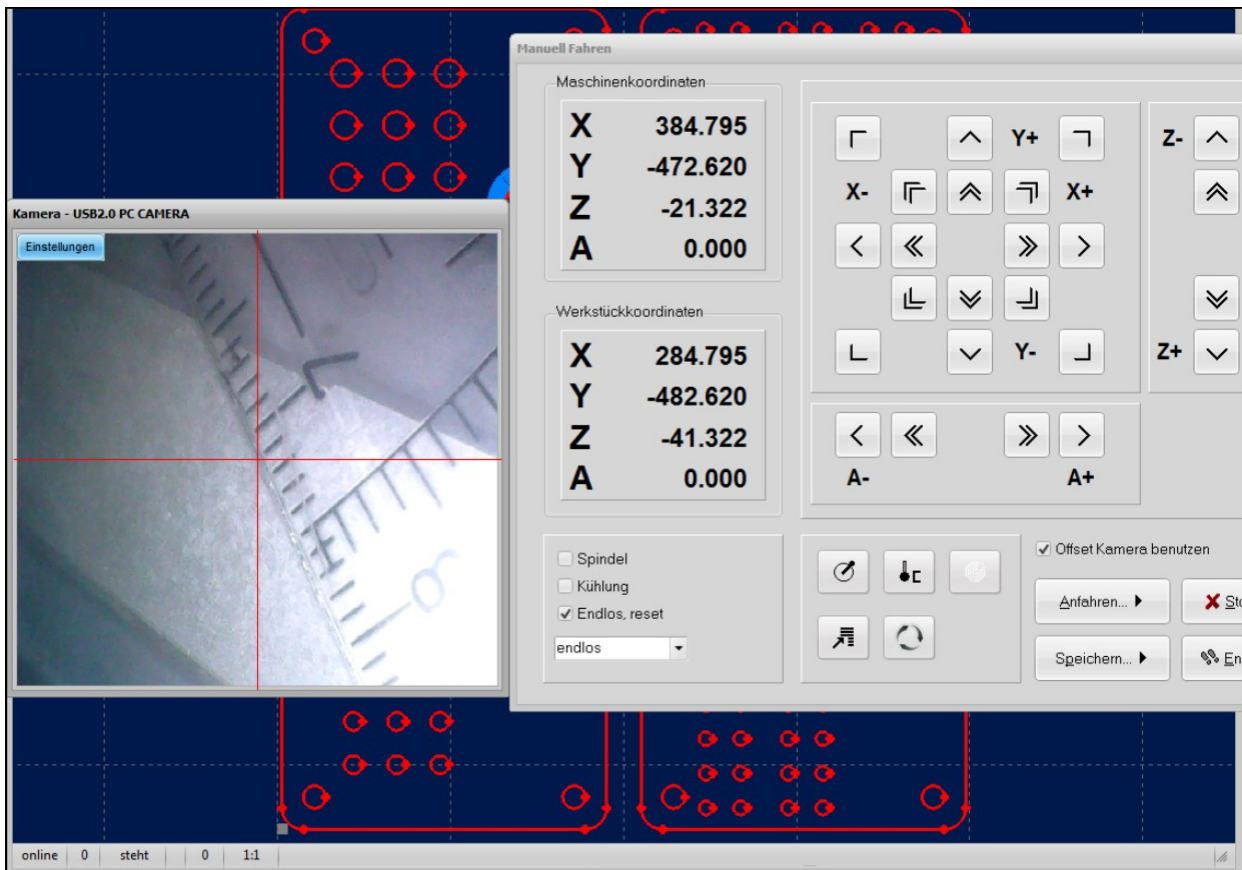 Manuell Fahren
Maschinenkoordinaten
X 384.795
Y -472.620
Z -21.322
A 0.000
Werkstückkoordinaten
X 284.795
Y -482.620
Z -41.322
A 0.000
Spindel
Kühlung
Endlos, reset
endlos
Y+
X- X+
Y-
A- A+
Z-
Z+
Offset Kamera benutzen
Anfahren...
Speichern...
Kamera - USB2.0 PC CAMERA
Einstellungen
online 0 steht 0 1:1